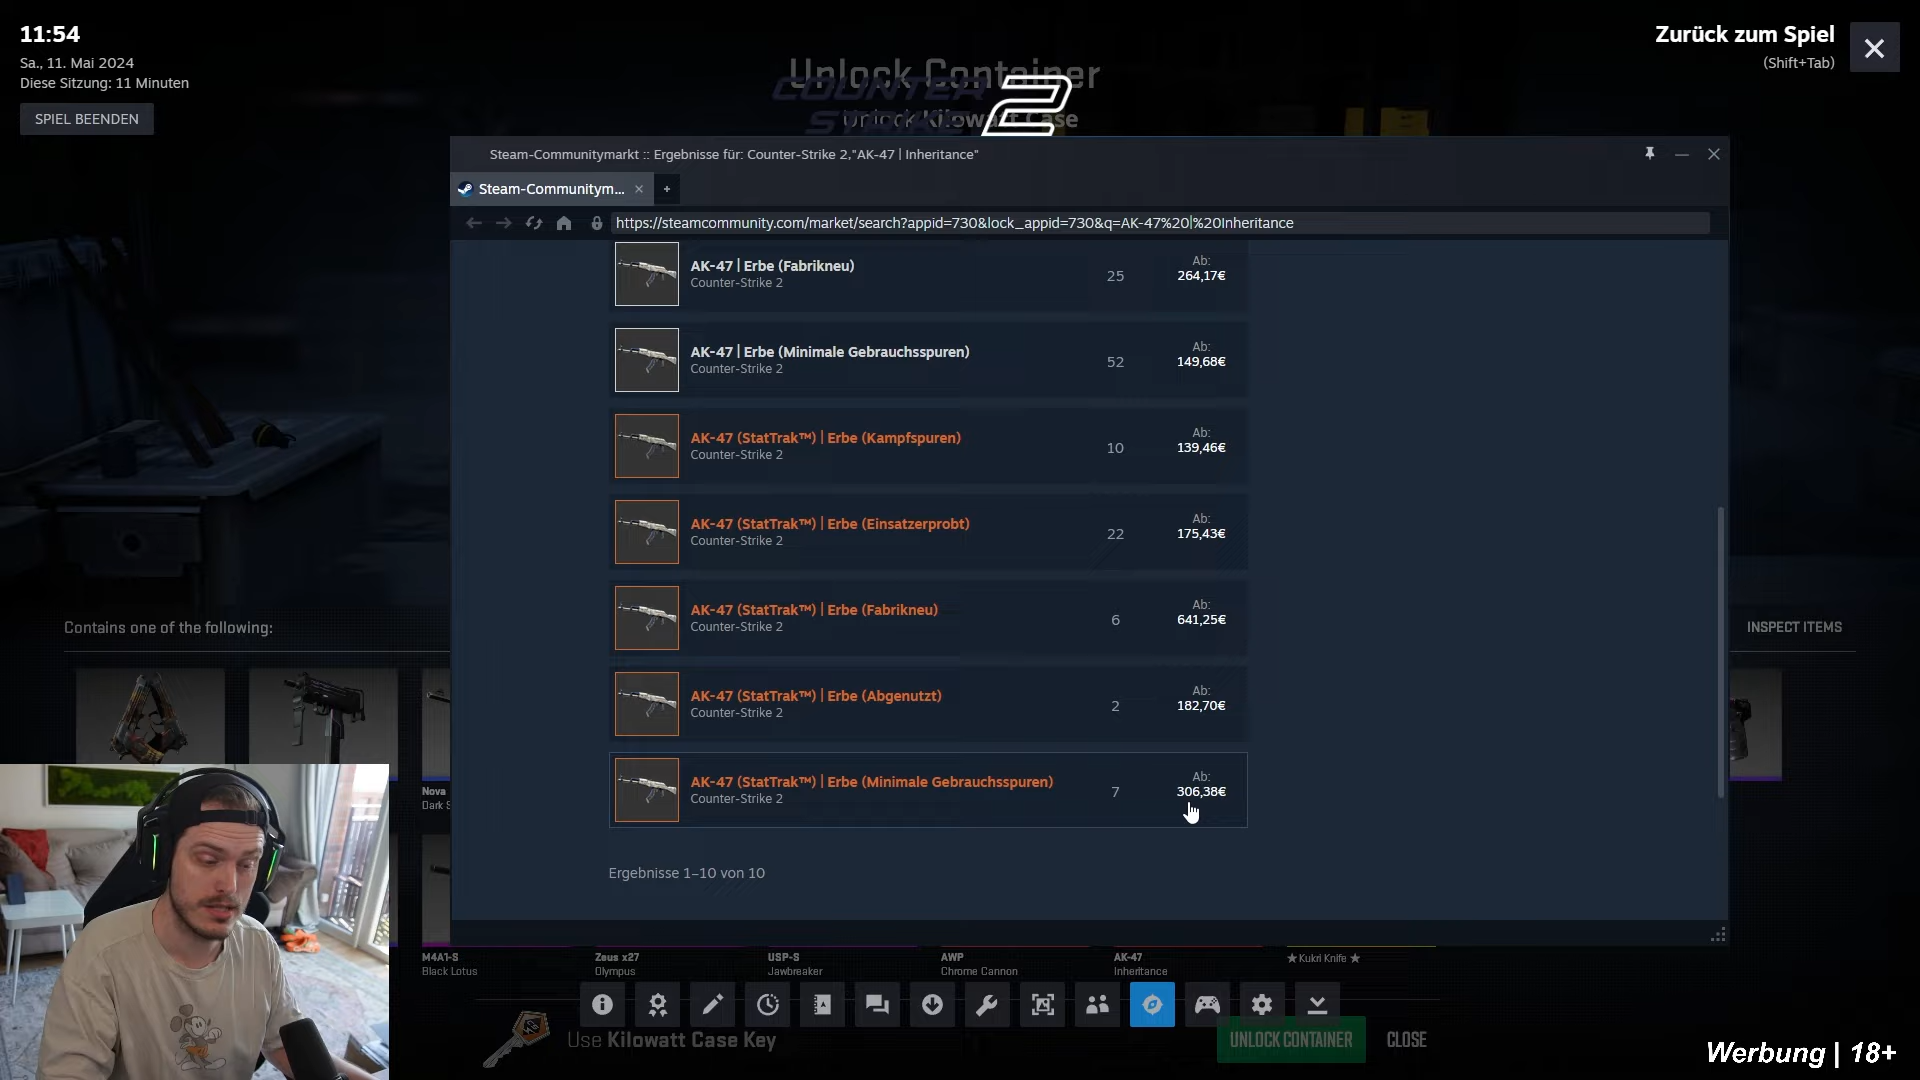 11:54
Sa., 11. Mai 2024
Diese Sitzung: 11 Minuten
SPIEL BEENDEN
Zurück zum Spiel
(Shift+Tab)
Unlock Container
COUNTER
STRIKE 2
Unlock Kilowatt Case
Steam-Communitymarkt :: Ergebnisse für: Counter-Strike 2,"AK-47 | Inheritance"
Steam-Communitym...
https://steamcommunity.com/market/search?appid=730&lock_appid=730&q=AK-47%20|%20Inheritance
AK-47 | Erbe (Fabrikneu)
Counter-Strike 2
25
Ab:
264,17€
AK-47 | Erbe (Minimale Gebrauchsspuren)
Counter-Strike 2
52
Ab:
149,68€
AK-47 (StatTrak™) | Erbe (Kampfspuren)
Counter-Strike 2
10
Ab:
139,46€
AK-47 (StatTrak™) | Erbe (Einsatzerprobt)
Counter-Strike 2
22
Ab:
175,43€
AK-47 (StatTrak™) | Erbe (Fabrikneu)
Counter-Strike 2
6
Ab:
641,25€
AK-47 (StatTrak™) | Erbe (Abgenutzt)
Counter-Strike 2
2
Ab:
182,70€
AK-47 (StatTrak™) | Erbe (Minimale Gebrauchsspuren)
Counter-Strike 2
7
Ab:
306,38€
Ergebnisse 1–10 von 10
Contains one of the following:
INSPECT ITEMS
Nova
Dark S
M4A1-S
Black Lotus
Zeus x27
Olympus
USP-S
Jawbreaker
AWP
Chrome Cannon
AK-47
Inheritance
★ Kukri Knife ★
Use Kilowatt Case Key
UNLOCK CONTAINER
CLOSE
Werbung | 18+